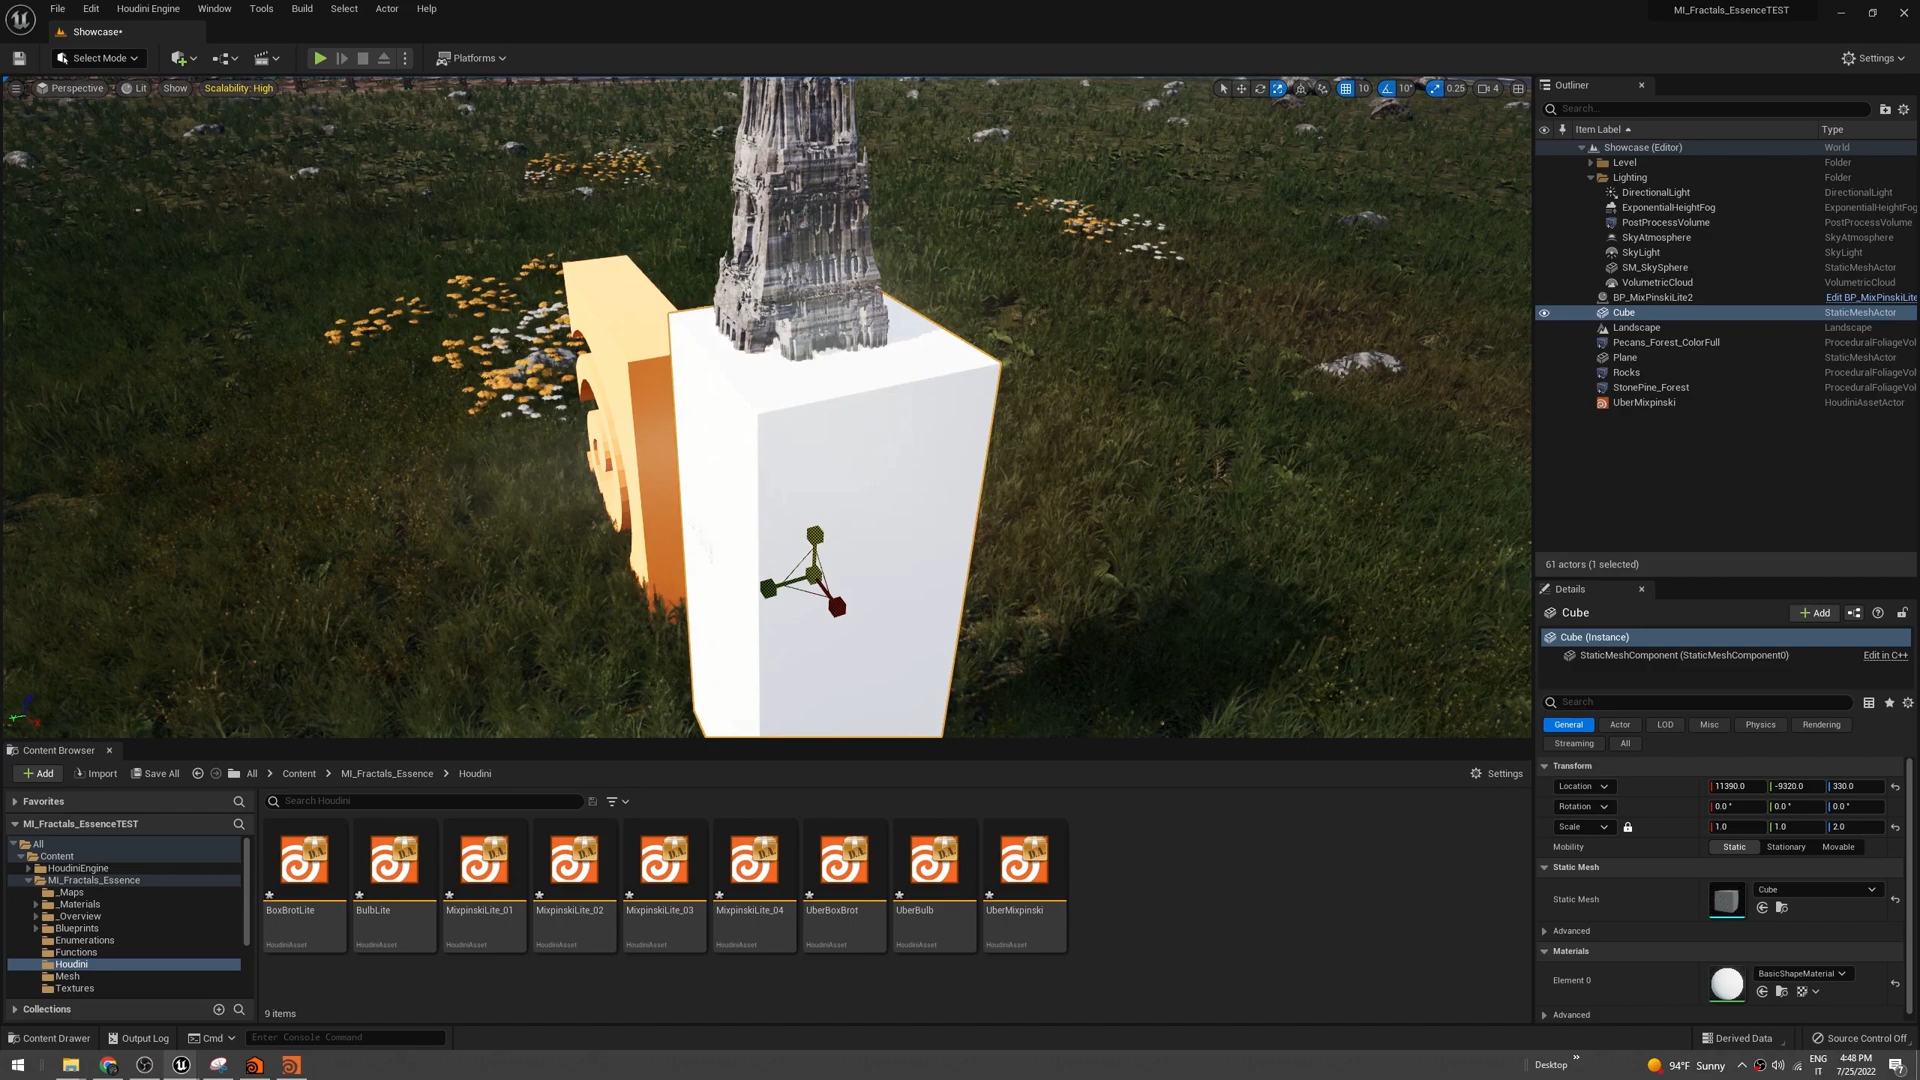 File Edit Houdini Engine Window Tools Build Select Actor Help
MI_Fractals_EssenceTEST
Showcase•
Select Mode
Platforms
Settings
Perspective Lit Show Scalability: High
10 10° 0.25 4
Outliner
Search...
Item Label Type
Showcase (Editor) World
Level Folder
Lighting Folder
DirectionalLight DirectionalLight
ExponentialHeightFog ExponentialHeightFog
PostProcessVolume PostProcessVolume
SkyAtmosphere SkyAtmosphere
SkyLight SkyLight
SM_SkySphere StaticMeshActor
VolumetricCloud VolumetricCloud
BP_MixPinskiLite2 Edit BP_MixPinskiLite
Cube StaticMeshActor
Landscape Landscape
Pecans_Forest_ColorFull ProceduralFoliageVol
Plane StaticMeshActor
Rocks ProceduralFoliageVol
StonePine_Forest ProceduralFoliageVol
UberMixpinski HoudiniAssetActor
61 actors (1 selected)
Details
Cube
Add
Cube (Instance)
StaticMeshComponent (StaticMeshComponent0) Edit in C++
Search
General Actor LOD Misc Physics Rendering
Streaming All
Transform
Location 11390.0 -9320.0 330.0
Rotation 0.0° 0.0° 0.0°
Scale 1.0 1.0 2.0
Mobility Static Stationary Movable
Static Mesh
Static Mesh Cube
Advanced
Materials
Element 0 BasicShapeMaterial
Advanced
Content Browser
Add Import Save All All Content MI_Fractals_Essence Houdini
Settings
Favorites
Search Houdini
MI_Fractals_EssenceTEST
All
Content
HoudiniEngine
MI_Fractals_Essence
_Maps
_Materials
_Overview
Blueprints
Enumerations
Functions
Houdini
Mesh
Textures
Collections
D.A. D.A. D.A. D.A. D.A. D.A. D.A. D.A. D.A.
BoxBrotLite BulbLite MixpinskiLite_01 MixpinskiLite_02 MixpinskiLite_03 MixpinskiLite_04 UberBoxBrot UberBulb UberMixpinski
HoudiniAsset HoudiniAsset HoudiniAsset HoudiniAsset HoudiniAsset HoudiniAsset HoudiniAsset HoudiniAsset HoudiniAsset
9 items
Content Drawer Output Log Cmd Enter Console Command
Derived Data Source Control Off
Desktop
94°F Sunny
ENG
IT
4:48 PM
7/25/2022
7